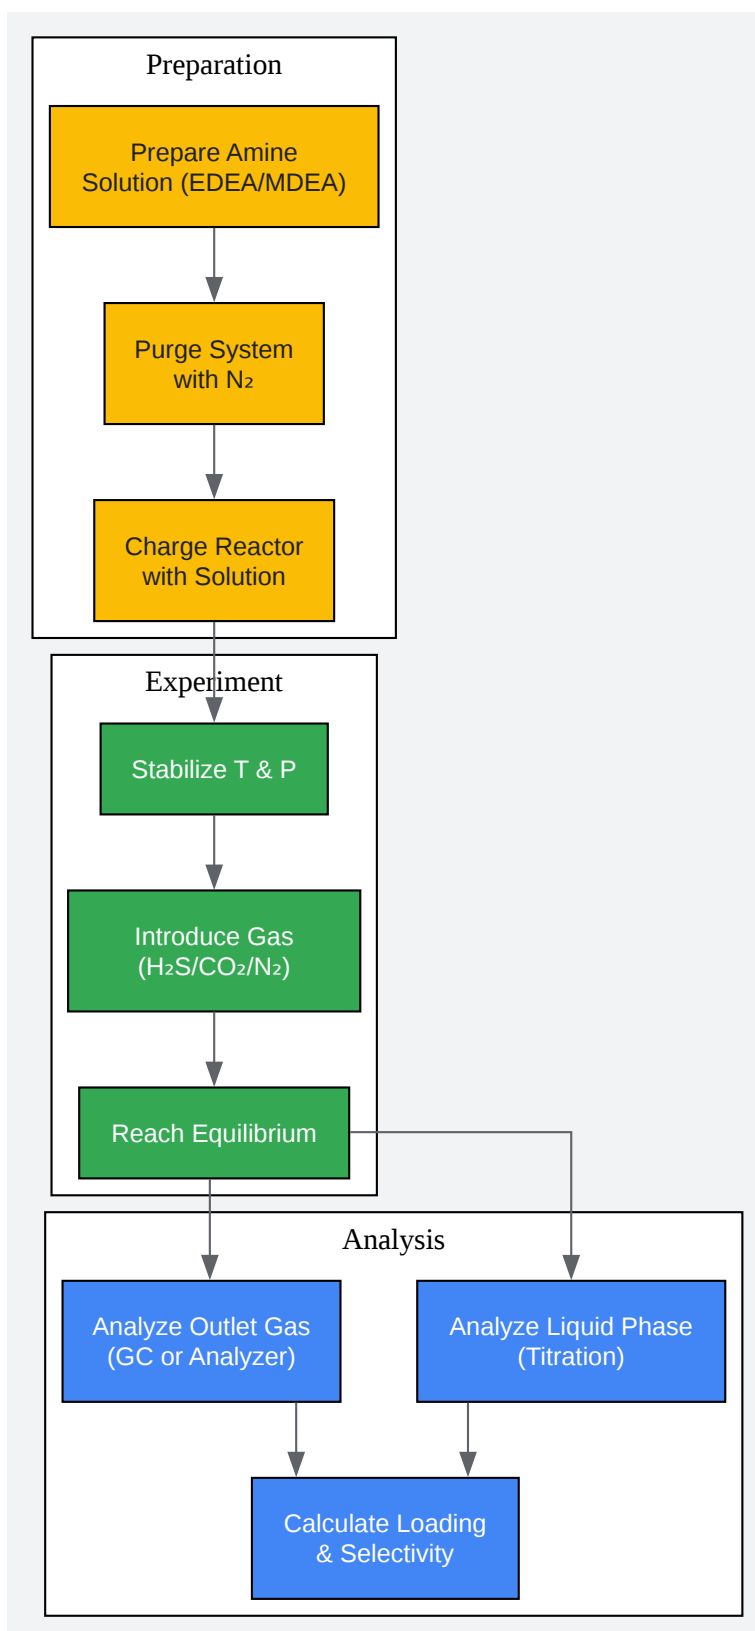 Preparation
Prepare Amine
Solution (EDEA/MDEA)
Purge System
with N₂
Charge Reactor
with Solution
Experiment
Stabilize T & P
Introduce Gas
(H₂S/CO₂/N₂)
Reach Equilibrium
Analysis
Analyze Outlet Gas
(GC or Analyzer)
Analyze Liquid Phase
(Titration)
Calculate Loading
& Selectivity